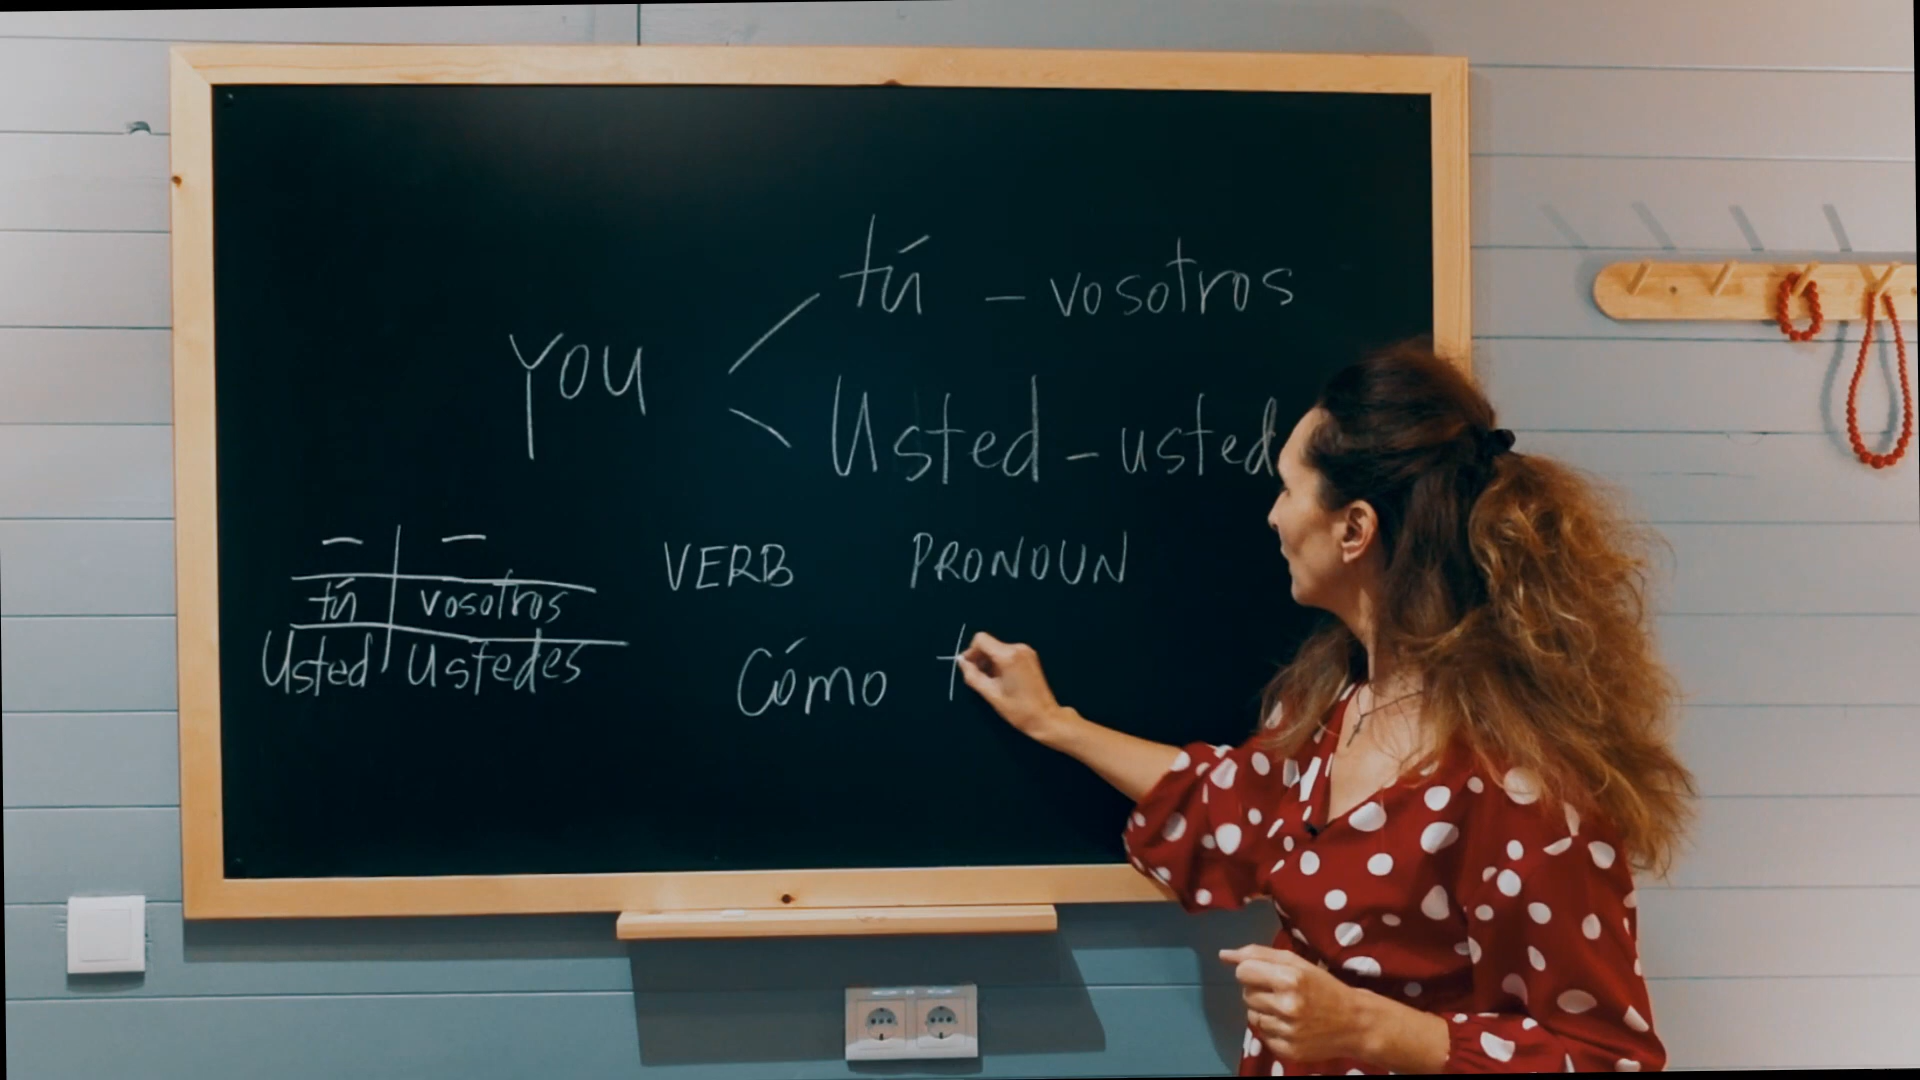 tú – vosotros
you
Usted – usted
— —
tú vosotros
Usted Ustedes
VERB PRONOUN
Cómo t